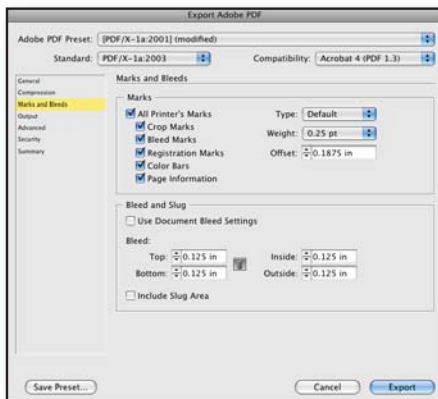 Export Adobe PDF
Adobe PDF Preset: [PDF/X-1a:2001] (modified)
Standard: PDF/X-1a:2003 Compatibility: Acrobat 4 (PDF 1.3)
General
Compression
Marks and Bleeds
Output
Advanced
Security
Summary
Marks and Bleeds
Marks
All Printer's Marks
Crop Marks
Bleed Marks
Registration Marks
Color Bars
Page Information
Type: Default
Weight: 0.25 pt
Offset: 0.1875 in
Bleed and Slug
Use Document Bleed Settings
Bleed:
Top: 0.125 in Inside: 0.125 in
Bottom: 0.125 in Outside: 0.125 in
Include Slug Area
Save Preset... Cancel Export